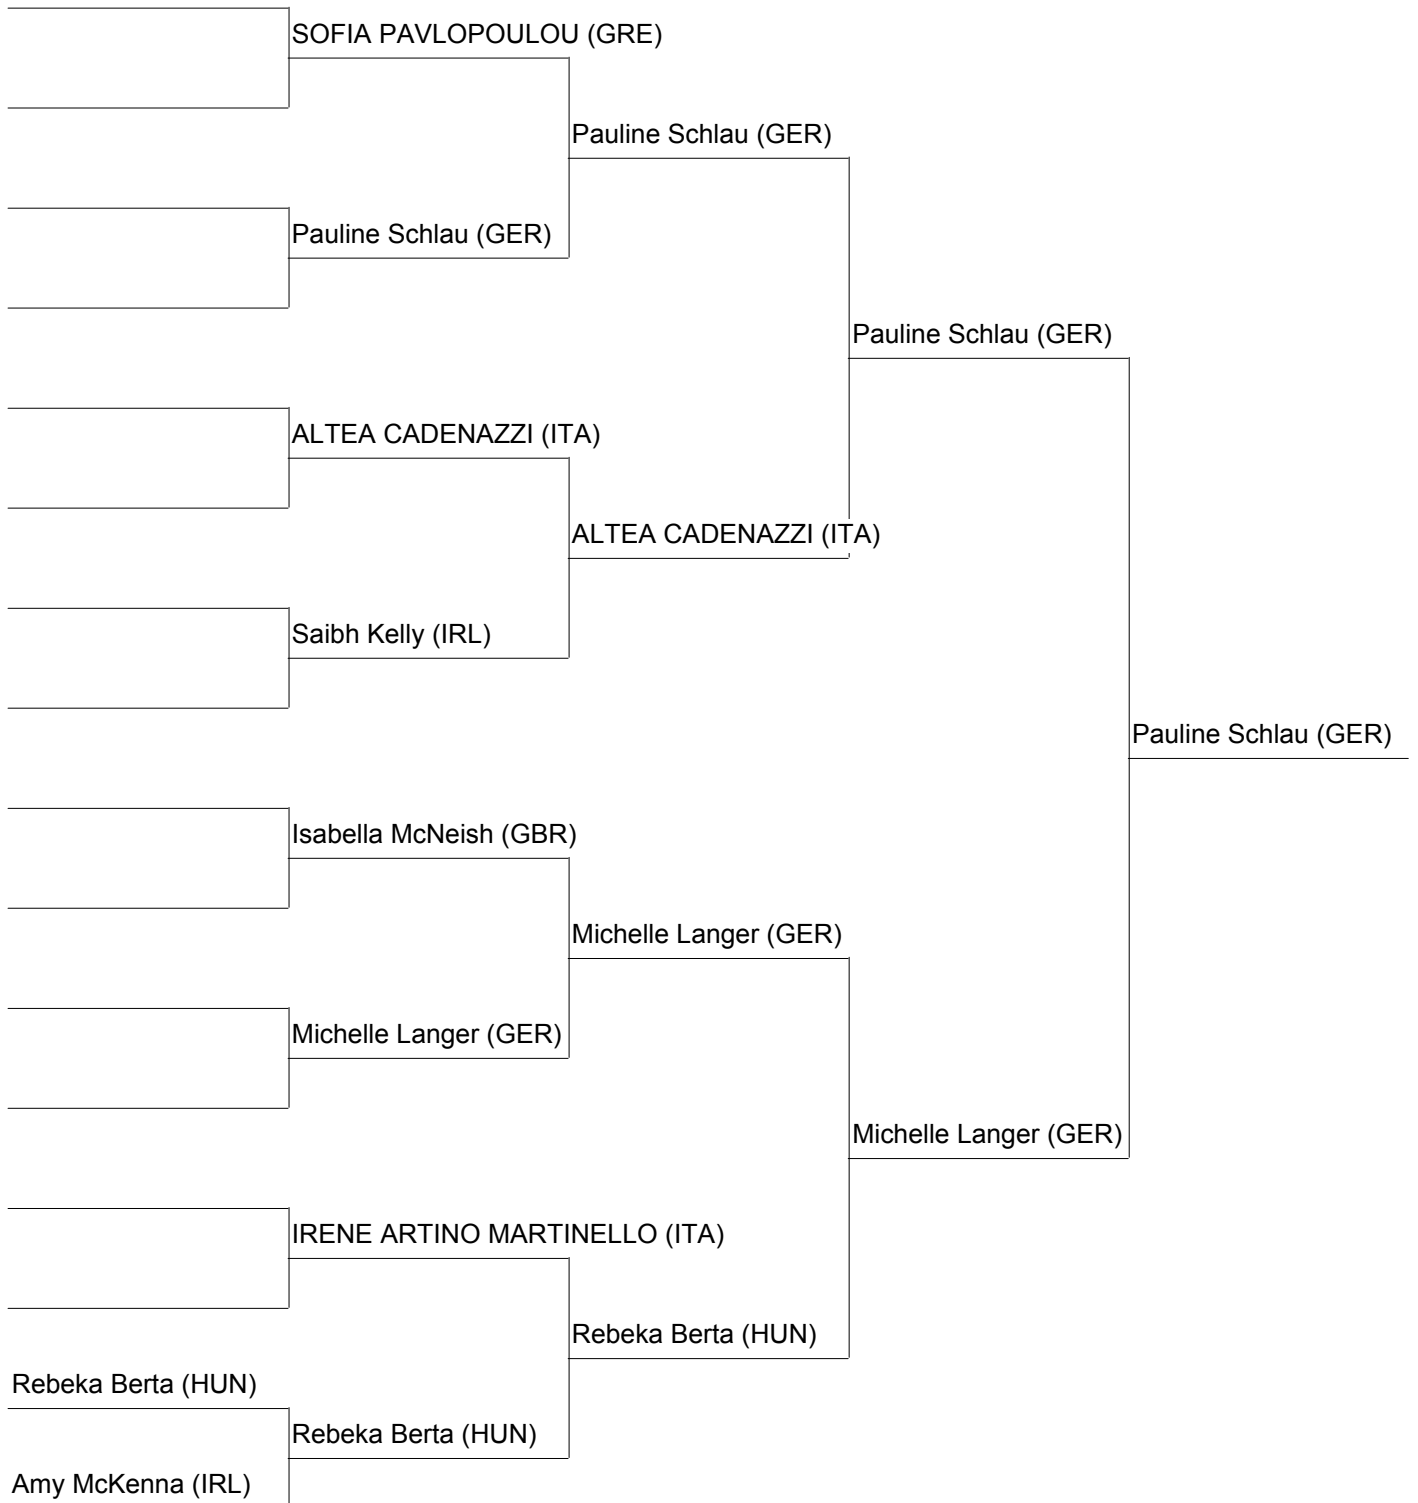 SOFIA PAVLOPOULOU (GRE)
Pauline Schlau (GER)
Pauline Schlau (GER)
Pauline Schlau (GER)
ALTEA CADENAZZI (ITA)
ALTEA CADENAZZI (ITA)
Saibh Kelly (IRL)
Pauline Schlau (GER)
Isabella McNeish (GBR)
Michelle Langer (GER)
Michelle Langer (GER)
Michelle Langer (GER)
IRENE ARTINO MARTINELLO (ITA)
Rebeka Berta (HUN)
Rebeka Berta (HUN)
Rebeka Berta (HUN)
Amy McKenna (IRL)